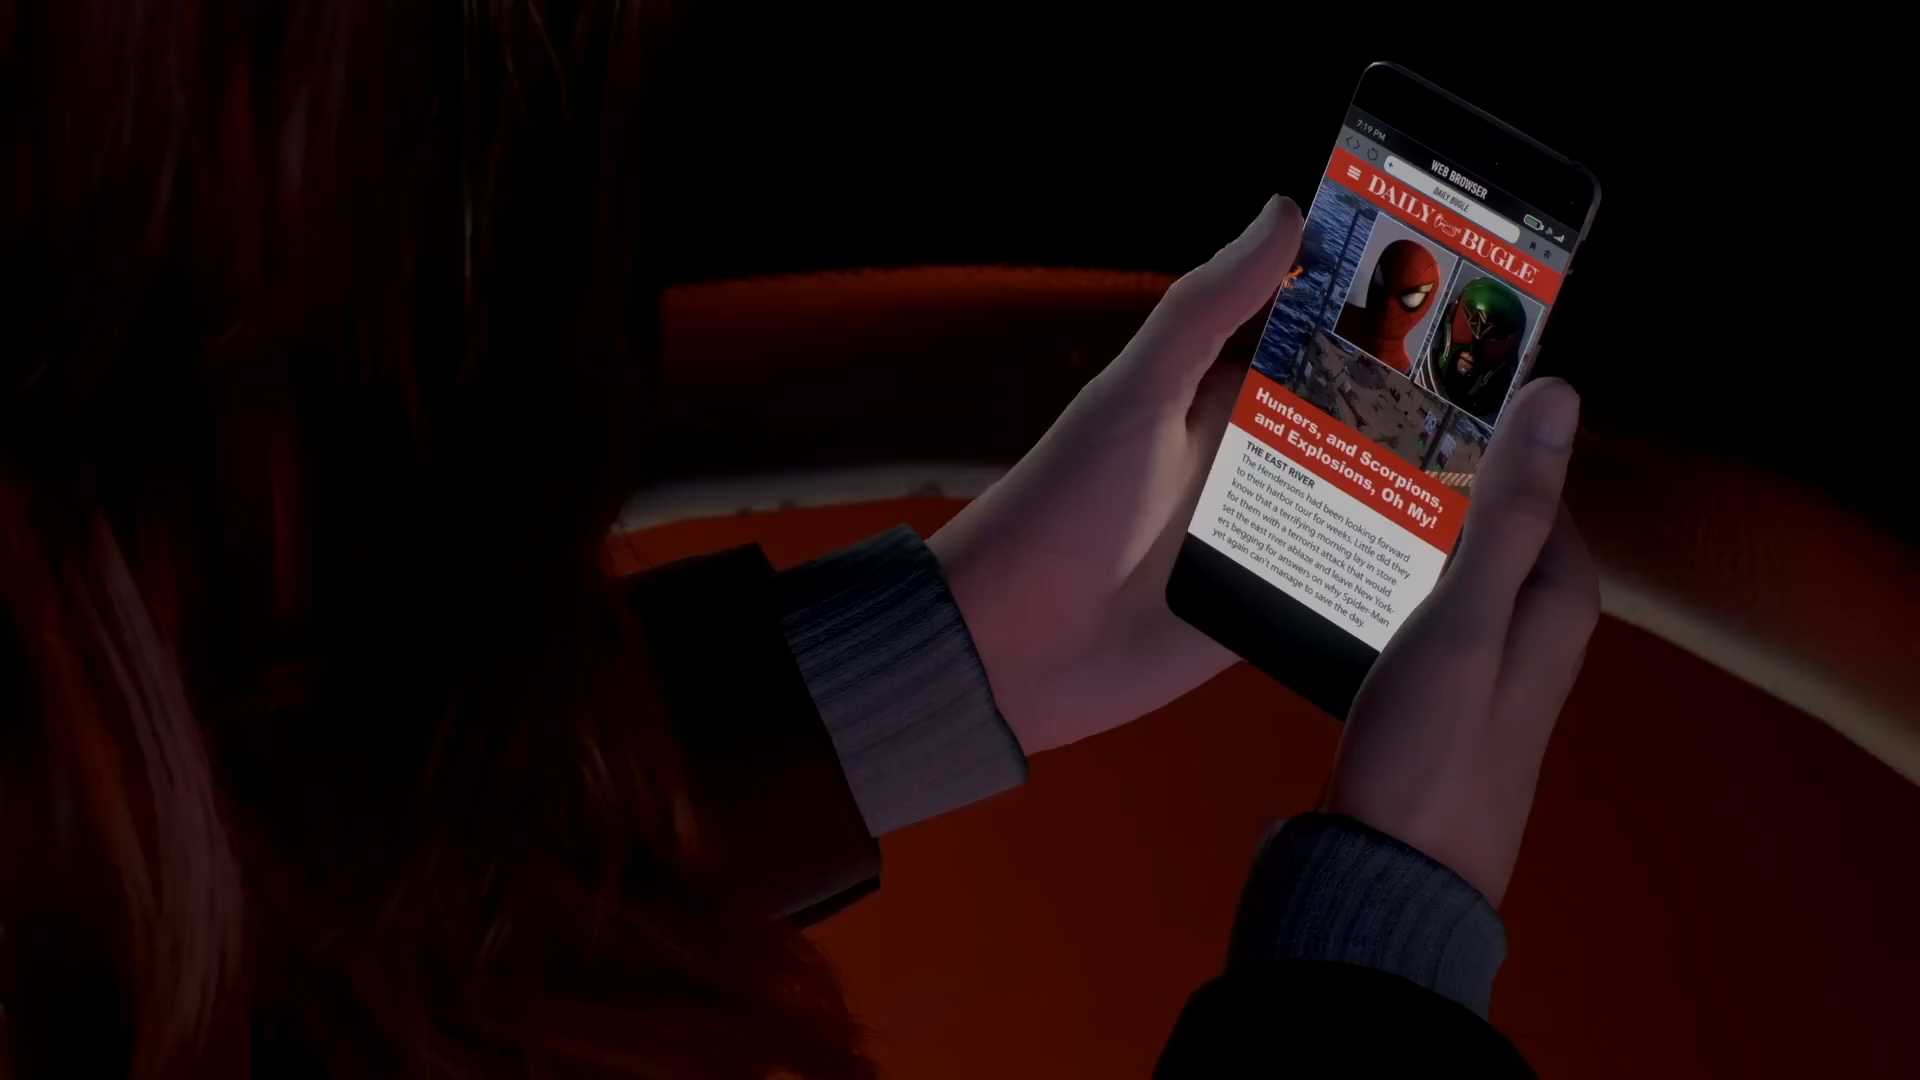 7:19 PM
WEB BROWSER
DAILY BUGLE
DAILY BUGLE
Hunters, and Scorpions,
and Explosions, Oh My!
THE EAST RIVER
The Hendersons had been looking forward
to their harbor tour for weeks. Little did they
know that a terrifying morning lay in store
for them with a terrorist attack that would
set the east river ablaze and leave New York-
ers begging for answers on why Spider-Man
yet again can't manage to save the day.